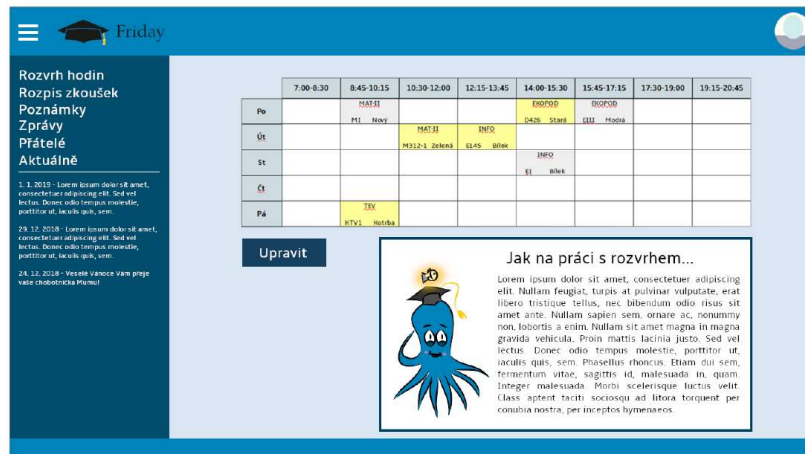 Friday
Rozvrh hodin
Rozpis zkoušek
Poznámky
Zprávy
Přátelé
Aktuálně
1. 1. 2019 - Lorem ipsum dolor sit amet,
consectetuer adipiscing elit. Sed vel
lectus. Donec odio tempus molestie,
porttitor ut, iaculis quis, sem.
29. 12. 2018 - Lorem ipsum dolor sit amet,
consectetuer adipiscing elit. Sed vel
lectus. Donec odio tempus molestie,
porttitor ut, iaculis quis, sem.
24. 12. 2018 - Veselé Vánoce Vám přeje
vaše chobotnička Mumu!
7:00-8:30 8:45-10:15 10:30-12:00 12:15-13:45 14:00-15:30 15:45-17:15 17:30-19:00 19:15-20:45
Po MAT-II EKOPOD EKOPOD
M1 Nový D426 Stará EIII Modrá
Út MAT-II INFO
M312-1 Zelená E145 Bílek
St INFO
E1 Bílek
Čt
Pá TEV
KTV1 Kotrba
Upravit
Jak na práci s rozvrhem...
Lorem ipsum dolor sit amet, consectetuer adipiscing
elit. Nullam feugiat, turpis at pulvinar vulputate, erat
libero tristique tellus, nec bibendum odio risus sit
amet ante. Nullam sapien sem, ornare ac, nonummy
non, lobortis a enim. Nullam sit amet magna in magna
gravida vehicula. Proin mattis lacinia justo. Sed vel
lectus. Donec odio tempus molestie, porttitor ut,
iaculis quis, sem. Phasellus rhoncus. Etiam dui sem,
fermentum vitae, sagittis id, malesuada in, quam.
Integer malesuada. Morbi scelerisque luctus velit.
Class aptent taciti sociosqu ad litora torquent per
conubia nostra, per inceptos hymenaeos.